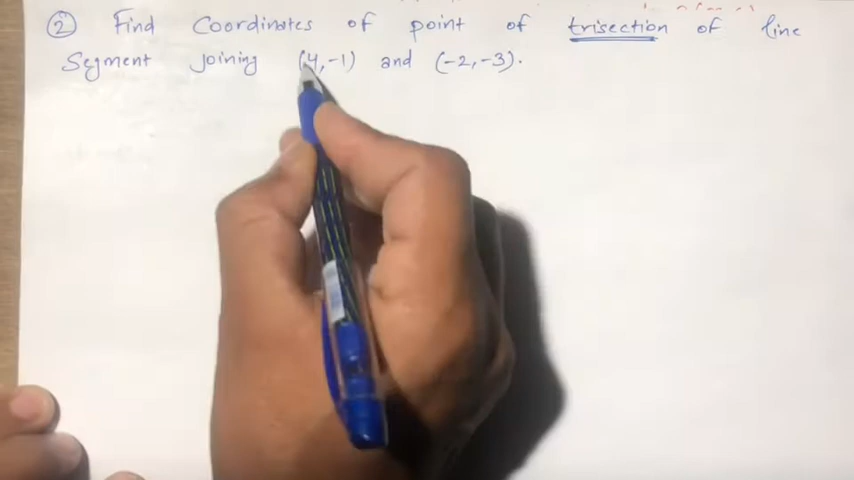 ② Find Coordinates of point of trisection of line
Segment Joining (4,-1) and (-2,-3).